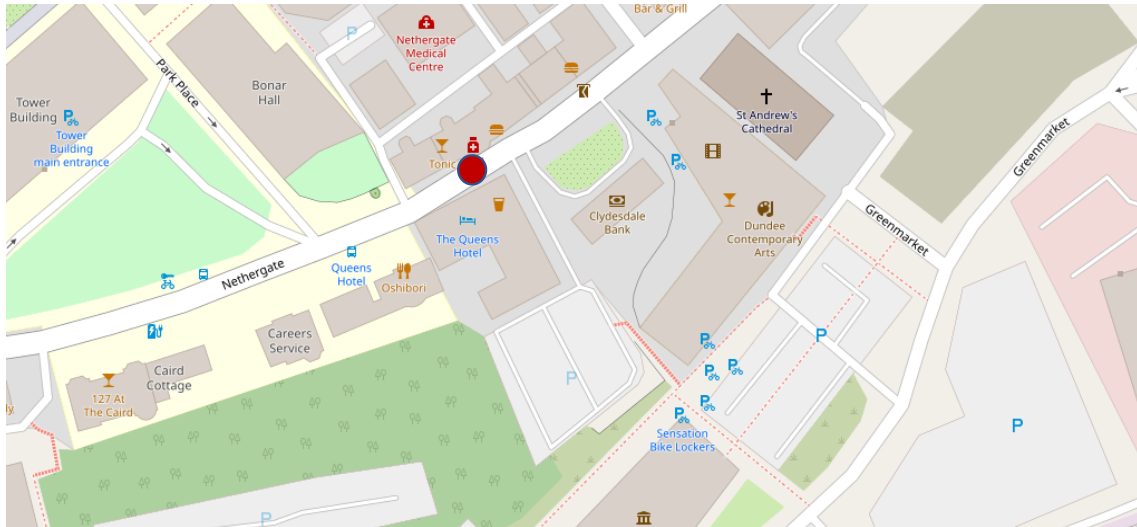 Bar & Grill
P
Nethergate
Medical
Centre
Park Place
Bonar
Hall
Tower
Building
P
Tower
Building
main entrance
St Andrew's
Cathedral
P
P
Greenmarket
Tonic
Clydesdale
Bank
Dundee
Contemporary
Arts
Greenmarket
The Queens
Hotel
Queens
Hotel
Nethergate
Oshibori
Careers
Service
P
P
Caird
Cottage
127 At
The Caird
P
P
P
P
P
P
P
Sensation
Bike Lockers
P